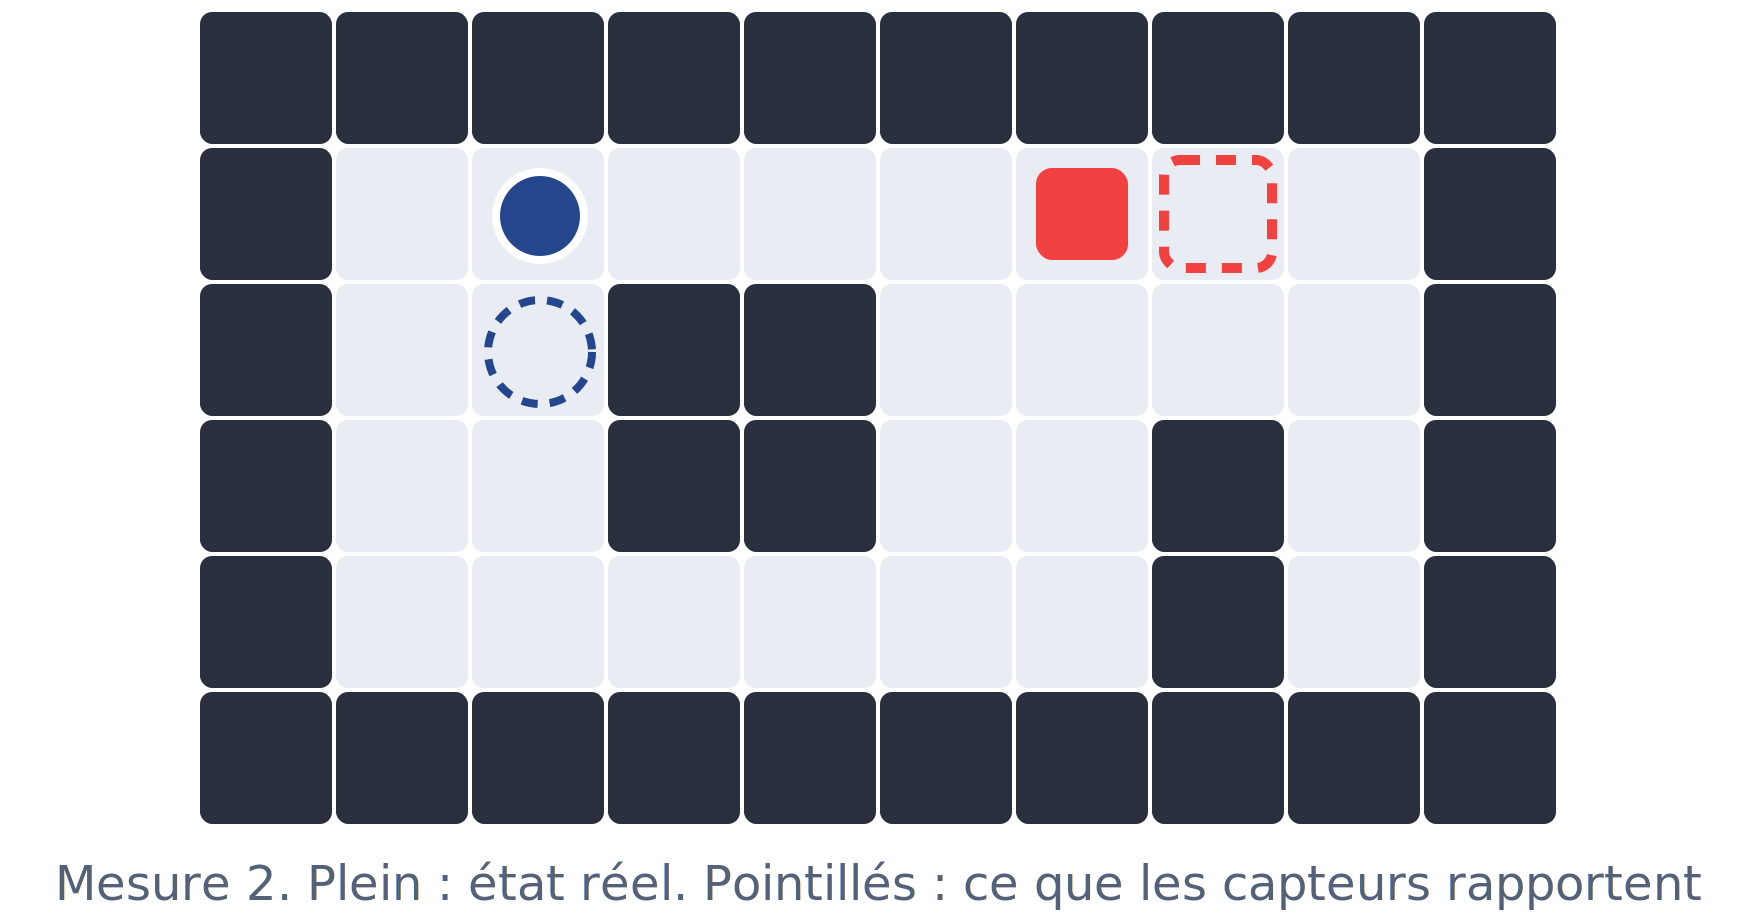 Mesure 2. Plein : état réel. Pointillés : ce que les capteurs rapportent